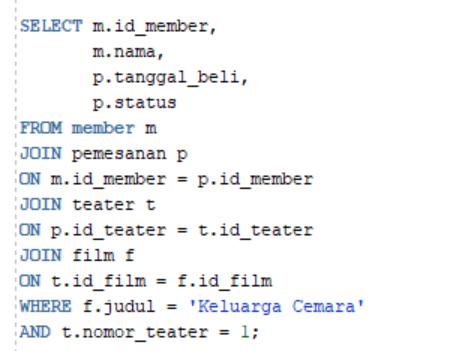 SELECT m.id_member,
m.nama,
p.tanggal_beli,
p.status
FROM member m
JOIN pemesanan p
ON m.id_member = p.id_member
JOIN teater t
ON p.id_teater = t.id_teater
JOIN film f
ON t.id_film = f.id_film
WHERE f.judul = 'Keluarga Cemara'
AND t.nomor_teater = 1;